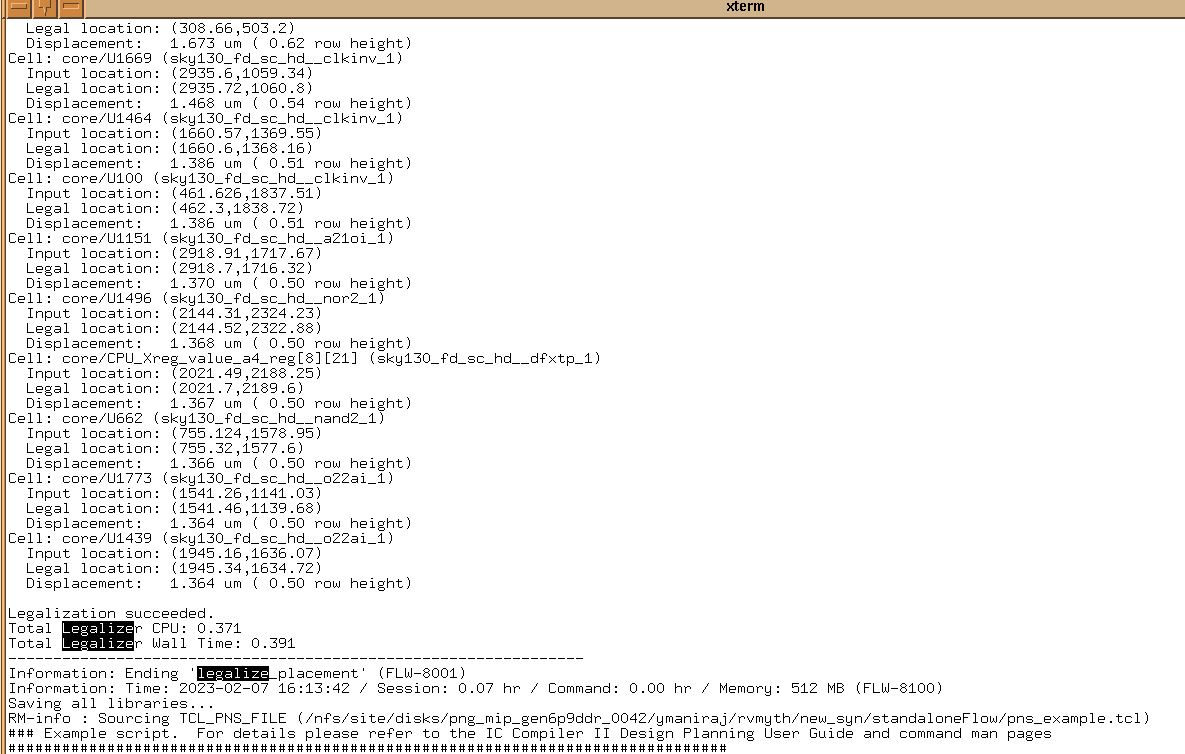 xterm
Legal location: (308.66,503.2)
Displacement: 1.673 um ( 0.62 row height)
Cell: core/U1669 (sky130_fd_sc_hd__clkinv_1)
Input location: (2935.6,1059.34)
Legal location: (2935.72,1060.8)
Displacement: 1.468 um ( 0.54 row height)
Cell: core/U1464 (sky130_fd_sc_hd__clkinv_1)
Input location: (1660.57,1369.55)
Legal location: (1660.6,1368.16)
Displacement: 1.386 um ( 0.51 row height)
Cell: core/U100 (sky130_fd_sc_hd__clkinv_1)
Input location: (461.626,1837.51)
Legal location: (462.3,1838.72)
Displacement: 1.386 um ( 0.51 row height)
Cell: core/U1151 (sky130_fd_sc_hd__a21oi_1)
Input location: (2918.91,1717.67)
Legal location: (2918.7,1716.32)
Displacement: 1.370 um ( 0.50 row height)
Cell: core/U1496 (sky130_fd_sc_hd__nor2_1)
Input location: (2144.31,2324.23)
Legal location: (2144.52,2322.88)
Displacement: 1.368 um ( 0.50 row height)
Cell: core/CPU_Xreg_value_a4_reg[8][21] (sky130_fd_sc_hd__dfxtp_1)
Input location: (2021.49,2188.25)
Legal location: (2021.7,2189.6)
Displacement: 1.367 um ( 0.50 row height)
Cell: core/U662 (sky130_fd_sc_hd__nand2_1)
Input location: (755.124,1578.95)
Legal location: (755.32,1577.6)
Displacement: 1.366 um ( 0.50 row height)
Cell: core/U1773 (sky130_fd_sc_hd__o22ai_1)
Input location: (1541.26,1141.03)
Legal location: (1541.46,1139.68)
Displacement: 1.364 um ( 0.50 row height)
Cell: core/U1439 (sky130_fd_sc_hd__o22ai_1)
Input location: (1945.16,1636.07)
Legal location: (1945.34,1634.72)
Displacement: 1.364 um ( 0.50 row height)
Legalization succeeded.
Total Legalizer CPU: 0.371
Total Legalizer Wall Time: 0.391
----------------------------------------------------------------
Information: Ending 'legalize_placement' (FLW-8001)
Information: Time: 2023-02-07 16:13:42 / Session: 0.07 hr / Command: 0.00 hr / Memory: 512 MB (FLW-8100)
Saving all libraries...
RM-info : Sourcing TCL_PNS_FILE (/nfs/site/disks/png_mip_gen6p9ddr_0042/ymaniraj/rvmyth/new_syn/standaloneFlow/pns_example.tcl)
### Example script. For details please refer to the IC Compiler II Design Planning User Guide and command man pages
################################################################################